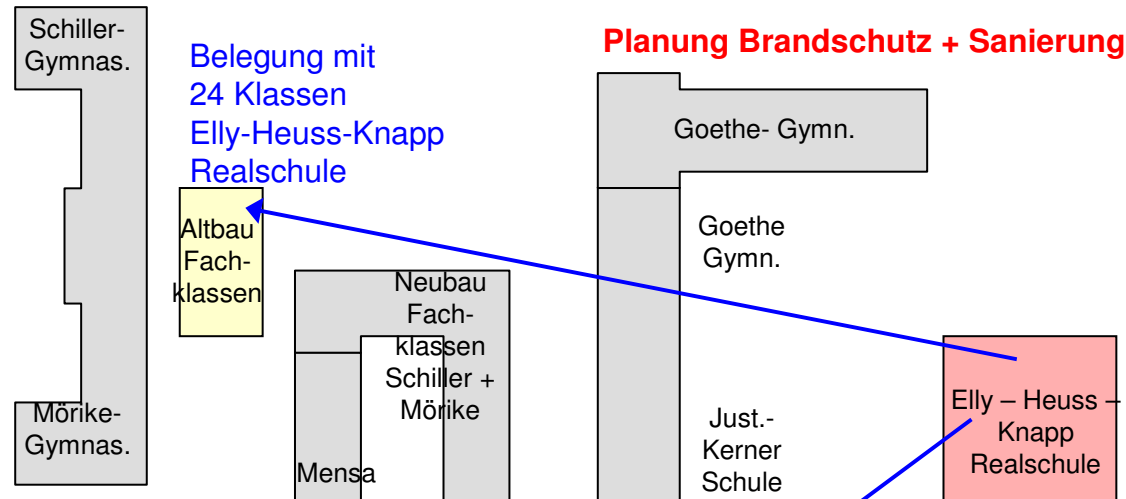 Schiller-
Gymnas.
Belegung mit
24 Klassen
Elly-Heuss-Knapp
Realschule
Planung Brandschutz + Sanierung
Goethe- Gymn.
Altbau
Fach-
klassen
Goethe
Gymn.
Neubau
Fach-
klassen
Schiller +
Mörike
Mörike-
Gymnas.
Mensa
Just.-
Kerner
Schule
Elly – Heuss –
Knapp
Realschule